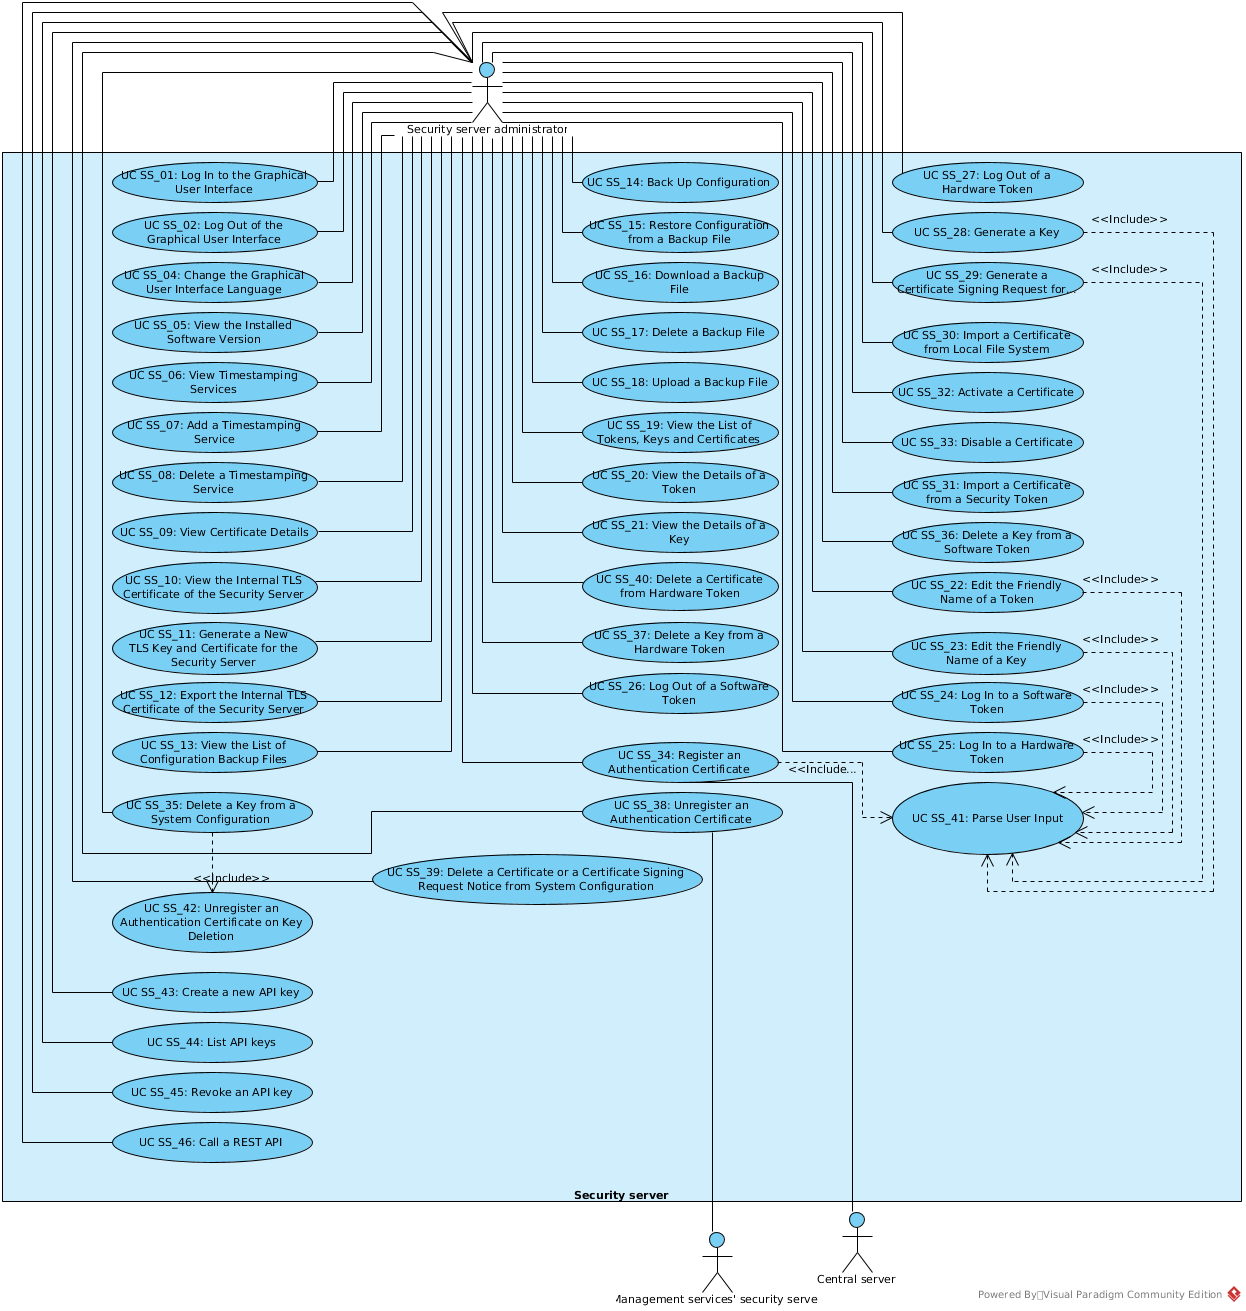 Security server administrator
UC SS_01: Log In to the Graphical
User Interface
UC SS_02: Log Out of the
Graphical User Interface
UC SS_04: Change the Graphical
User Interface Language
UC SS_05: View the Installed
Software Version
UC SS_06: View Timestamping
Services
UC SS_07: Add a Timestamping
Service
UC SS_08: Delete a Timestamping
Service
UC SS_09: View Certificate Details
UC SS_10: View the Internal TLS
Certificate of the Security Server
UC SS_11: Generate a New
TLS Key and Certificate for the
Security Server
UC SS_12: Export the Internal TLS
Certificate of the Security Server
UC SS_13: View the List of
Configuration Backup Files
UC SS_35: Delete a Key from a
System Configuration
<<Include>>
UC SS_42: Unregister an
Authentication Certificate on Key
Deletion
UC SS_43: Create a new API key
UC SS_44: List API keys
UC SS_45: Revoke an API key
UC SS_46: Call a REST API
UC SS_14: Back Up Configuration
UC SS_15: Restore Configuration
from a Backup File
UC SS_16: Download a Backup
File
UC SS_17: Delete a Backup File
UC SS_18: Upload a Backup File
UC SS_19: View the List of
Tokens, Keys and Certificates
UC SS_20: View the Details of a
Token
UC SS_21: View the Details of a
Key
UC SS_40: Delete a Certificate
from Hardware Token
UC SS_37: Delete a Key from a
Hardware Token
UC SS_26: Log Out of a Software
Token
UC SS_34: Register an
Authentication Certificate
<<Include...
UC SS_38: Unregister an
Authentication Certificate
UC SS_39: Delete a Certificate or a Certificate Signing
Request Notice from System Configuration
UC SS_27: Log Out of a
Hardware Token
UC SS_28: Generate a Key
<<Include>>
UC SS_29: Generate a
Certificate Signing Request for...
<<Include>>
UC SS_30: Import a Certificate
from Local File System
UC SS_32: Activate a Certificate
UC SS_33: Disable a Certificate
UC SS_31: Import a Certificate
from a Security Token
UC SS_36: Delete a Key from a
Software Token
UC SS_22: Edit the Friendly
Name of a Token
<<Include>>
UC SS_23: Edit the Friendly
Name of a Key
<<Include>>
UC SS_24: Log In to a Software
Token
<<Include>>
UC SS_25: Log In to a Hardware
Token
<<Include>>
UC SS_41: Parse User Input
Security server
Central server
Management services' security serve
Powered By Visual Paradigm Community Edition